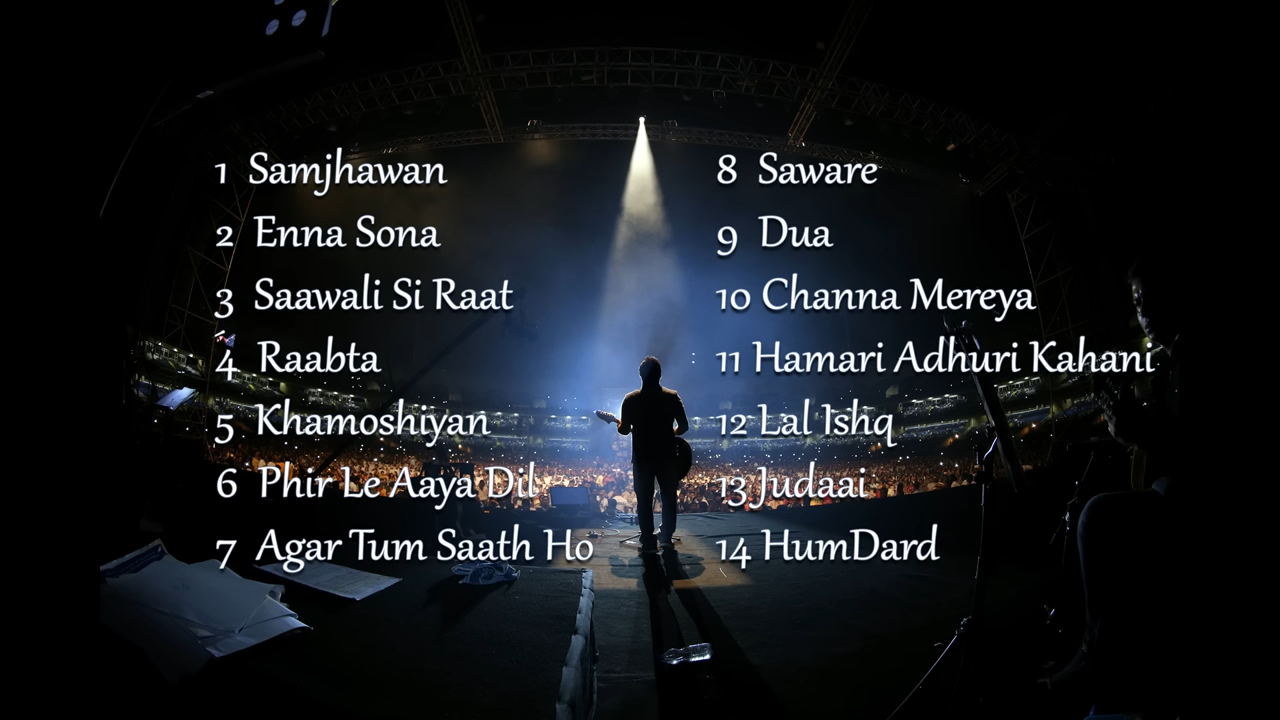 1 Samjhawan
2 Enna Sona
3 Saawali Si Raat
4 Raabta
5 Khamoshiyan
6 Phir Le Aaya Dil
7 Agar Tum Saath Ho
8 Saware
9 Dua
10 Channa Mereya
11 Hamari Adhuri Kahani
12 Lal Ishq
13 Judaai
14 HumDard